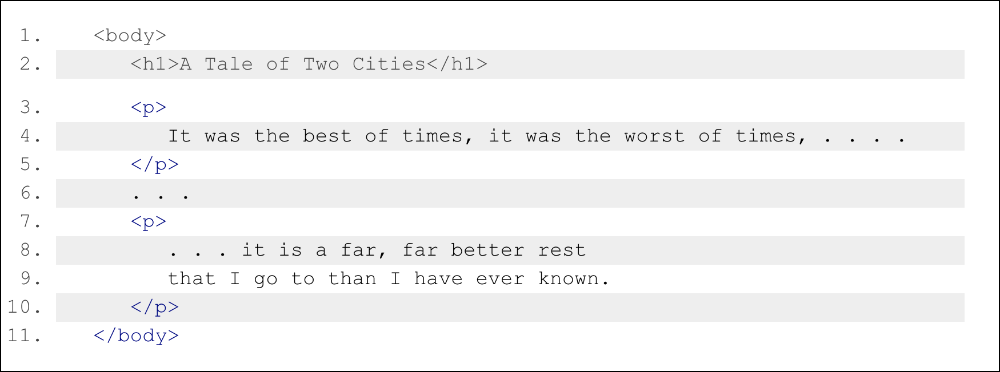 1. <body>
2. <h1>A Tale of Two Cities</h1>
3. <p>
4. It was the best of times, it was the worst of times, . . . .
5. </p>
6. . . .
7. <p>
8. . . . it is a far, far better rest
9. that I go to than I have ever known.
10. </p>
11. </body>